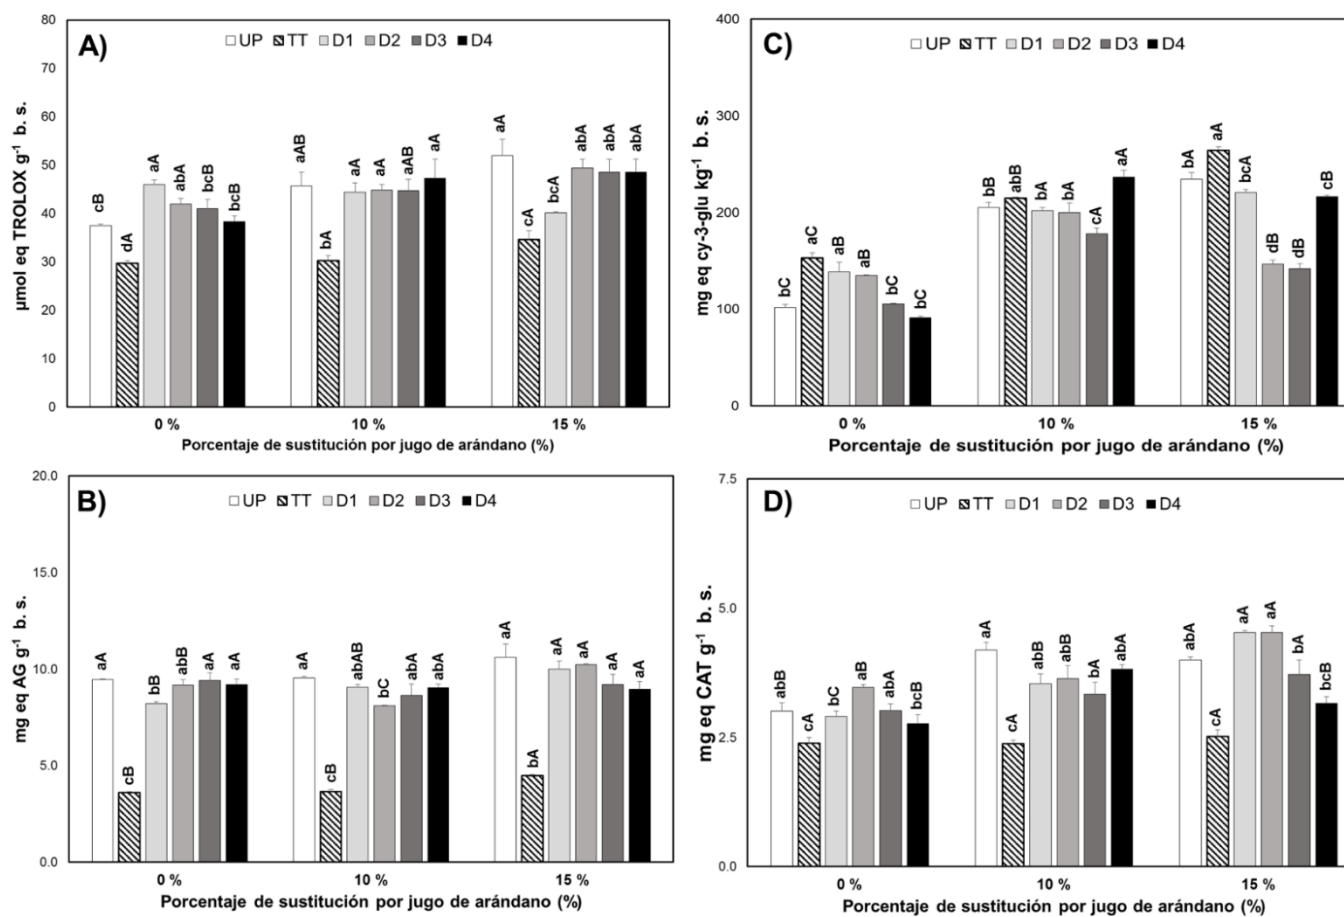 A)
UP TT D1 D2 D3 D4
µmol eq TROLOX g-1 b. s.
80
70
60
50
40
30
20
10
0
cB dA aA abA bcB bcB
aAB bA aA aA aAB aA
aA cA bcA abA abA abA
0 % 10 % 15 %
Porcentaje de sustitución por jugo de arándano (%)
C)
UP TT D1 D2 D3 D4
mg eq cy-3-glu kg-1 b. s.
400
300
200
100
0
bC aC aB aB bC bC
bB abB bA bA cA aA
bA aA bcA dB dB cB
0 % 10 % 15 %
Porcentaje de sustitución por jugo de arándano (%)
B)
UP TT D1 D2 D3 D4
mg eq AG g-1 b. s.
20.0
15.0
10.0
5.0
0.0
aA cB bB abB aA aA
aA cB abAB bC abA abA
aA bA aA aA aA aA
0 % 10 % 15 %
Porcentaje de sustitución por jugo de arándano (%)
D)
UP TT D1 D2 D3 D4
mg eq CAT g-1 b. s.
7.5
5.0
2.5
0.0
abB cA bC aB abA bcB
aA cA abB abB bA abA
abA cA aA aA bA bcB
0 % 10 % 15 %
Porcentaje de sustitución por jugo de arándano (%)